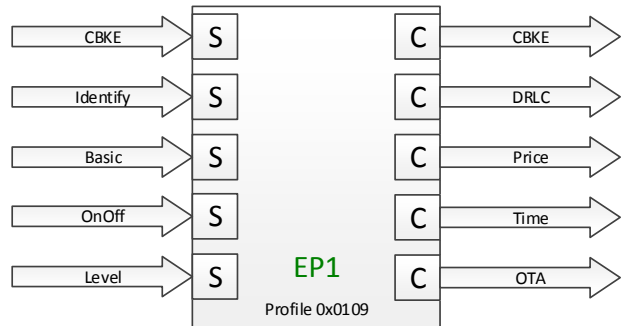 CBKE S C CBKE
Identify S C DRLC
Basic S C Price
OnOff S C Time
Level S EP1 C OTA
Profile 0x0109